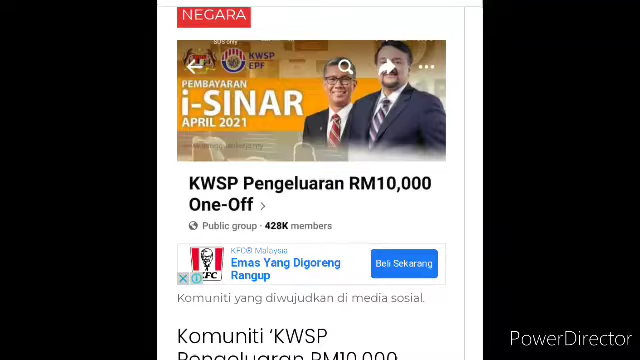 NEGARA
KWSP
EPF
PEMBAYARAN
i-SINAR
APRIL 2021
KWSP Pengeluaran RM10,000
One-Off >
Public group · 428K members
KFC® Malaysia
Emas Yang Digoreng
Rangup
Beli Sekarang
KFC
Komuniti yang diwujudkan di media sosial.
Komuniti ‘KWSP
Pengeluaran RM10,000
PowerDirector